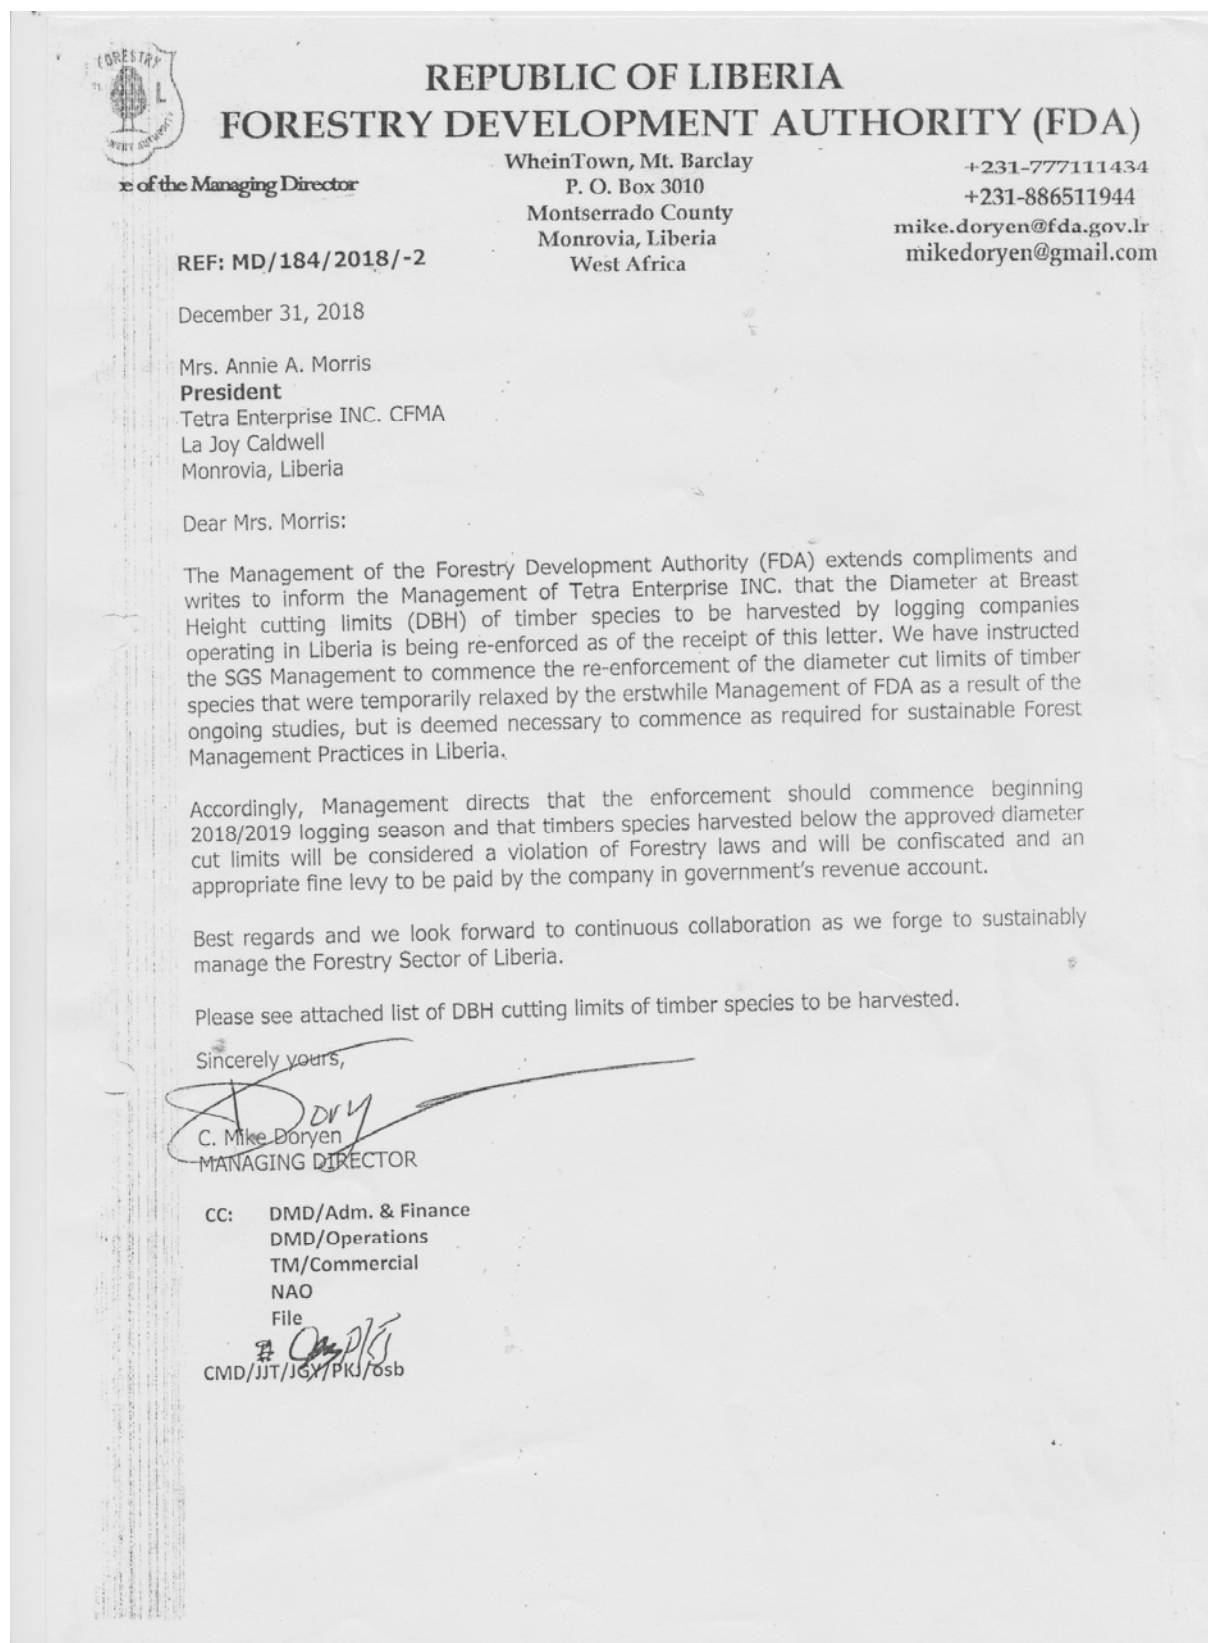 FORESTRY
L
REPUBLIC OF LIBERIA
FORESTRY DEVELOPMENT AUTHORITY (FDA)
WheinTown, Mt. Barclay
P. O. Box 3010
Montserrado County
Monrovia, Liberia
West Africa
+231-777111434
+231-886511944
mike.doryen@fda.gov.lr
mikedoryen@gmail.com
e of the Managing Director
REF: MD/184/2018/-2
December 31, 2018
Mrs. Annie A. Morris
President
Tetra Enterprise INC. CFMA
La Joy Caldwell
Monrovia, Liberia
Dear Mrs. Morris:
The Management of the Forestry Development Authority (FDA) extends compliments and
writes to inform the Management of Tetra Enterprise INC. that the Diameter at Breast
Height cutting limits (DBH) of timber species to be harvested by logging companies
operating in Liberia is being re-enforced as of the receipt of this letter. We have instructed
the SGS Management to commence the re-enforcement of the diameter cut limits of timber
species that were temporarily relaxed by the erstwhile Management of FDA as a result of the
ongoing studies, but is deemed necessary to commence as required for sustainable Forest
Management Practices in Liberia.
Accordingly, Management directs that the enforcement should commence beginning
2018/2019 logging season and that timbers species harvested below the approved diameter
cut limits will be considered a violation of Forestry laws and will be confiscated and an
appropriate fine levy to be paid by the company in government's revenue account.
Best regards and we look forward to continuous collaboration as we forge to sustainably
manage the Forestry Sector of Liberia.
Please see attached list of DBH cutting limits of timber species to be harvested.
Sincerely yours,
Dory
C. Mike Doryen
MANAGING DIRECTOR
CC: DMD/Adm. & Finance
DMD/Operations
TM/Commercial
NAO
File
CMD/JJT/JGY/PKJ/osb